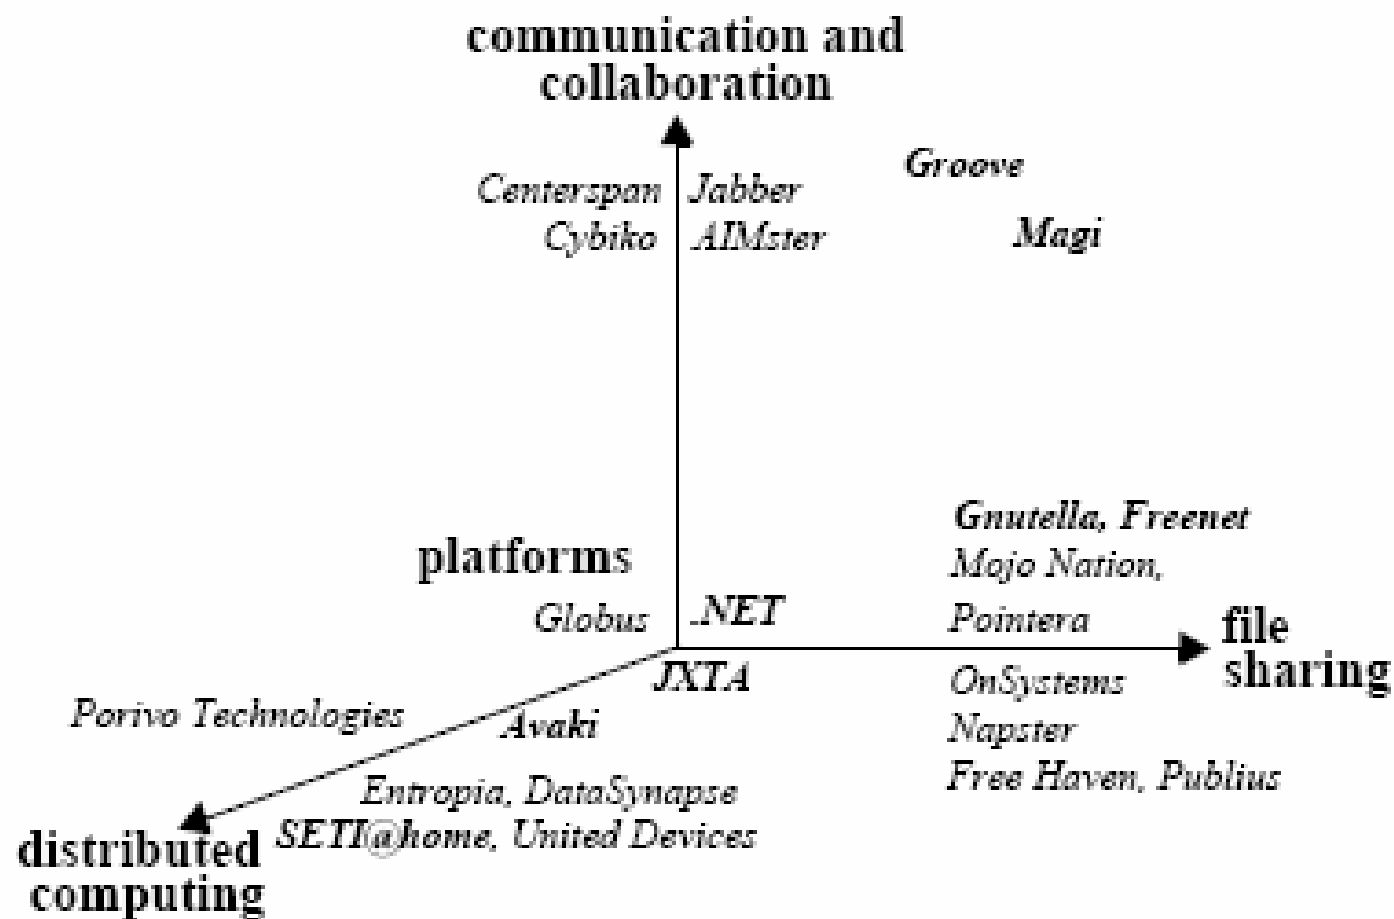 communication and
collaboration
Groove
Centerspan Jabber
Cybiko AIMster
Magi
Gnutella, Freenet
Mojo Nation,
Pointera
platforms
Globus .NET
JXTA
file
sharing
OnSystems
Napster
Free Haven, Publius
Porivo Technologies
Avaki
Entropia, DataSynapse
SETI@home, United Devices
distributed
computing